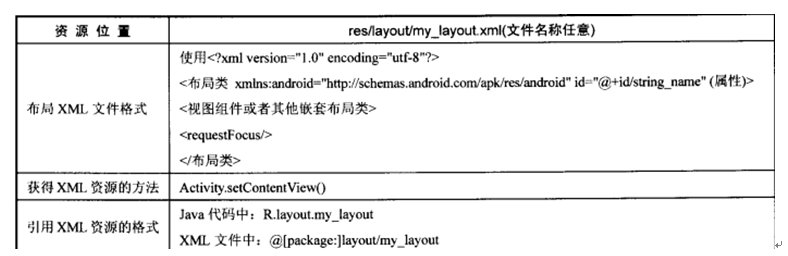 资源位置 res/layout/my_layout.xml(文件名称任意)
布局 XML 文件格式
使用<?xml version="1.0" encoding="utf-8"?>
<布局类 xmlns:android="http://schemas.android.com/apk/res/android" id="@+id/string_name" (属性)>
<视图组件或者其他嵌套布局类>
<requestFocus/>
</布局类>
获得 XML 资源的方法 Activity.setContentView()
引用 XML 资源的格式
Java 代码中：R.layout.my_layout
XML 文件中：@[package:]layout/my_layout